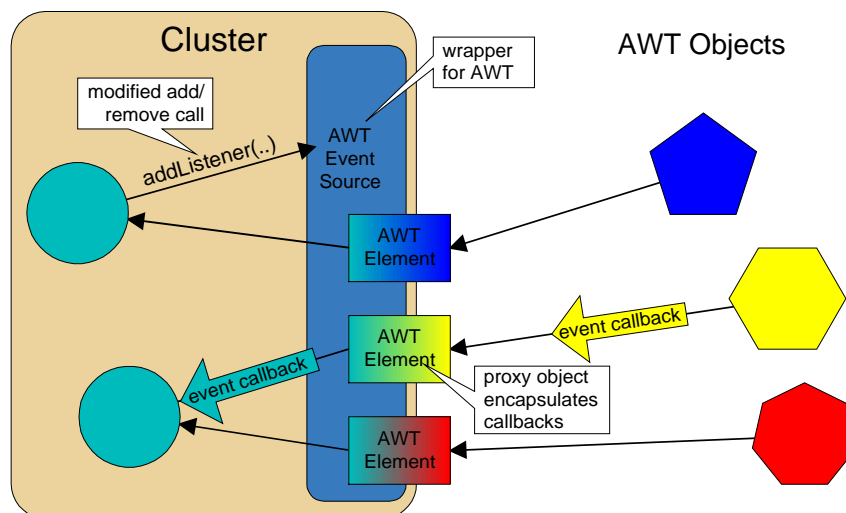 Cluster
wrapper
for AWT
AWT Objects
modified add/
remove call
addListener(..)
AWT
Event
Source
AWT
Element
event callback
AWT
Element
event callback
proxy object
encapsulates
callbacks
AWT
Element